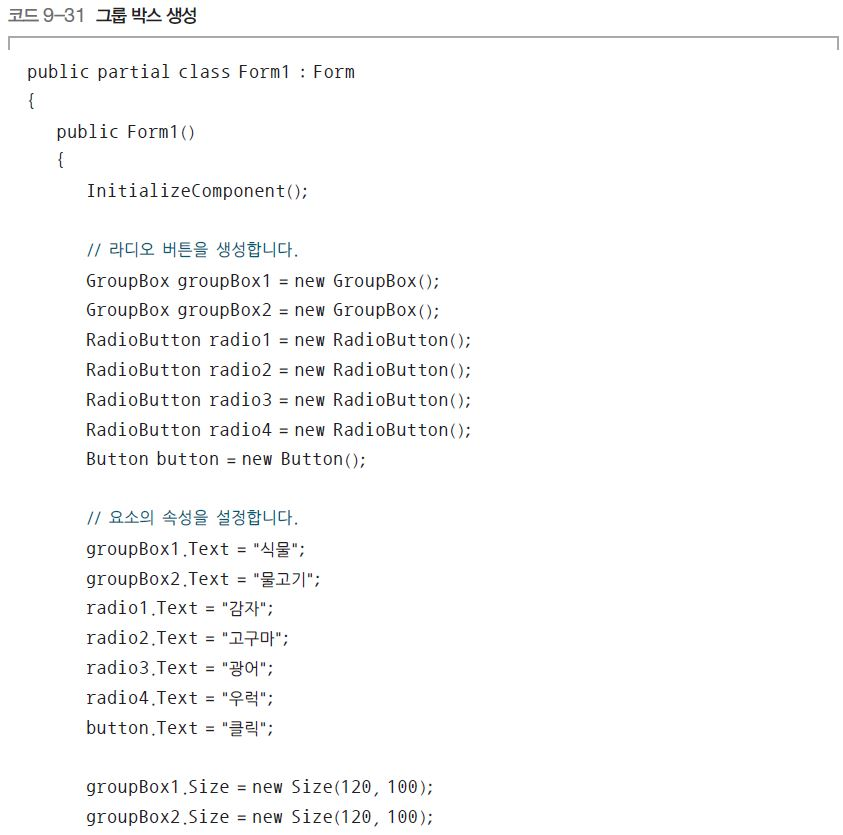 코드 9-31 그룹 박스 생성
public partial class Form1 : Form
{
public Form1()
{
InitializeComponent();
// 라디오 버튼을 생성합니다.
GroupBox groupBox1 = new GroupBox();
GroupBox groupBox2 = new GroupBox();
RadioButton radio1 = new RadioButton();
RadioButton radio2 = new RadioButton();
RadioButton radio3 = new RadioButton();
RadioButton radio4 = new RadioButton();
Button button = new Button();
// 요소의 속성을 설정합니다.
groupBox1.Text = "식물";
groupBox2.Text = "물고기";
radio1.Text = "감자";
radio2.Text = "고구마";
radio3.Text = "광어";
radio4.Text = "우럭";
button.Text = "클릭";
groupBox1.Size = new Size(120, 100);
groupBox2.Size = new Size(120, 100);